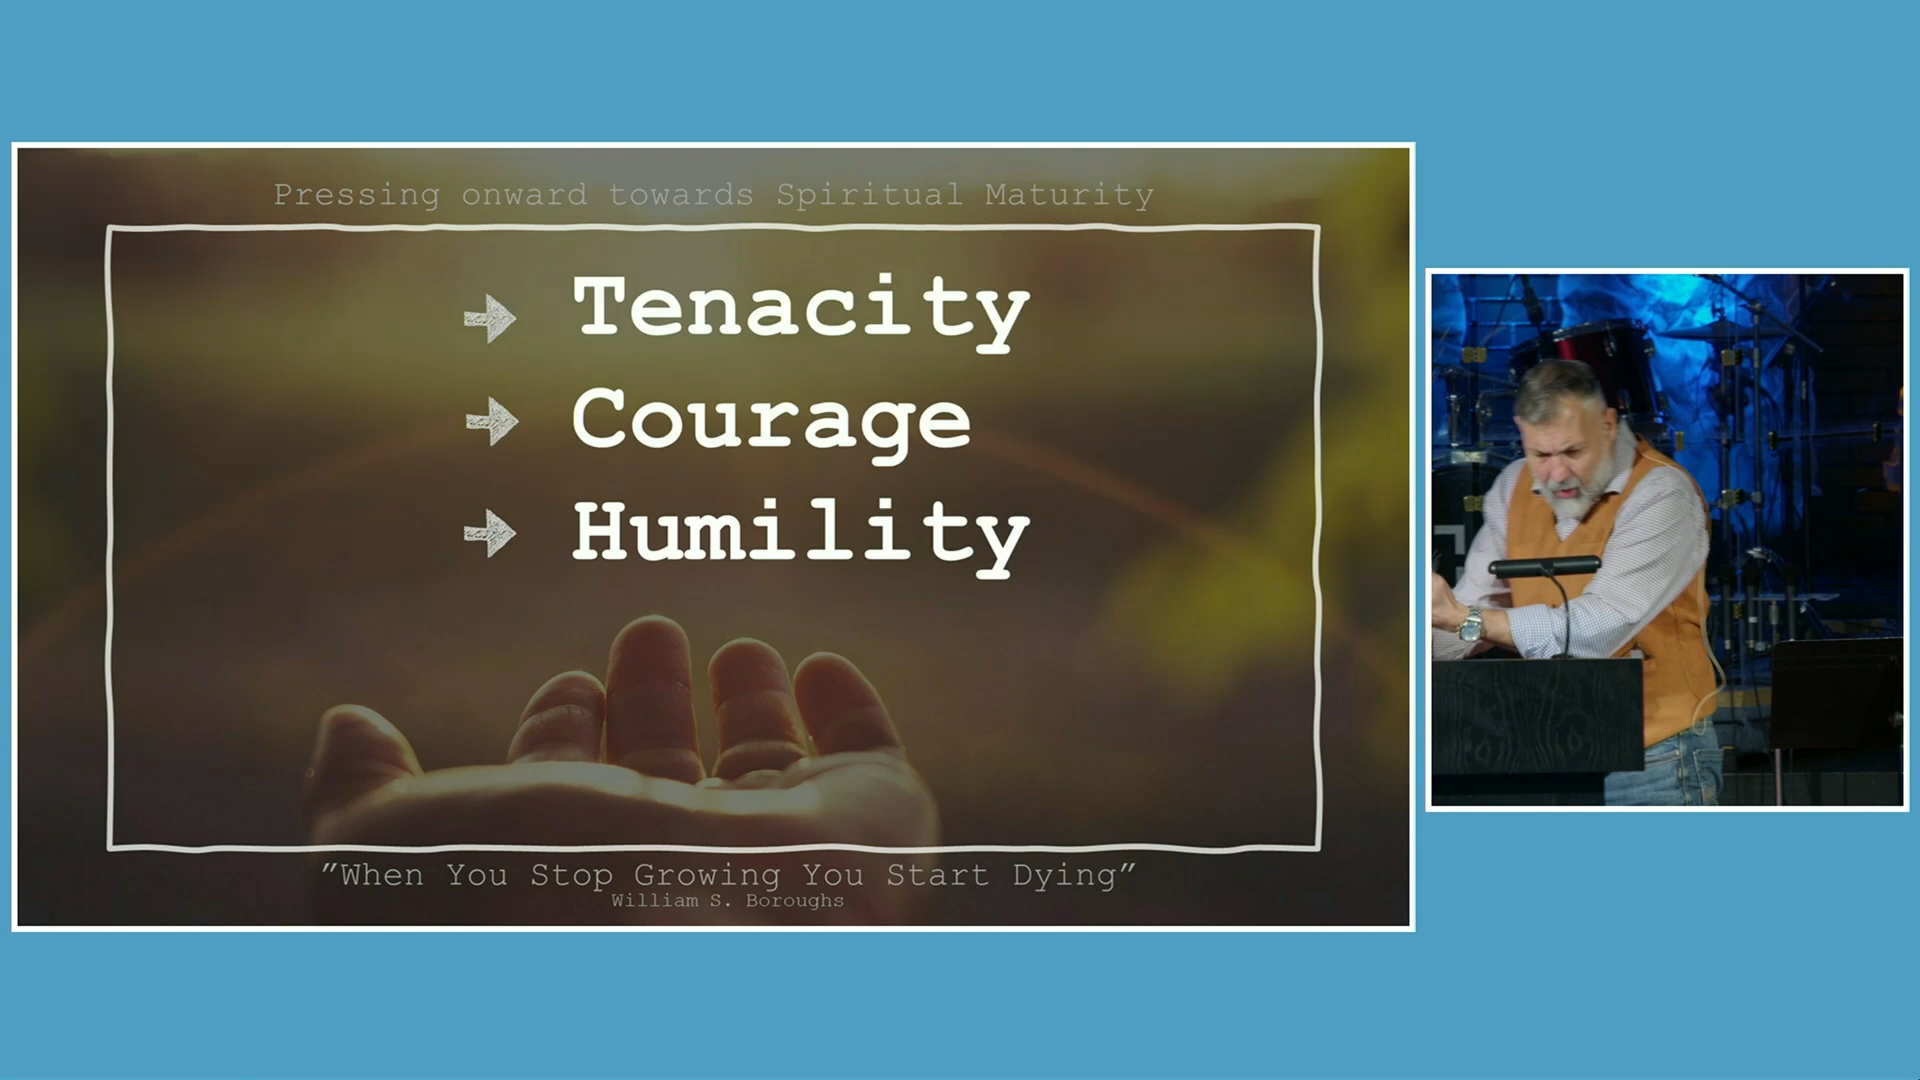 Pressing onward towards Spiritual Maturity
Tenacity
Courage
Humility
"When You Stop Growing You Start Dying"
William S. Boroughs